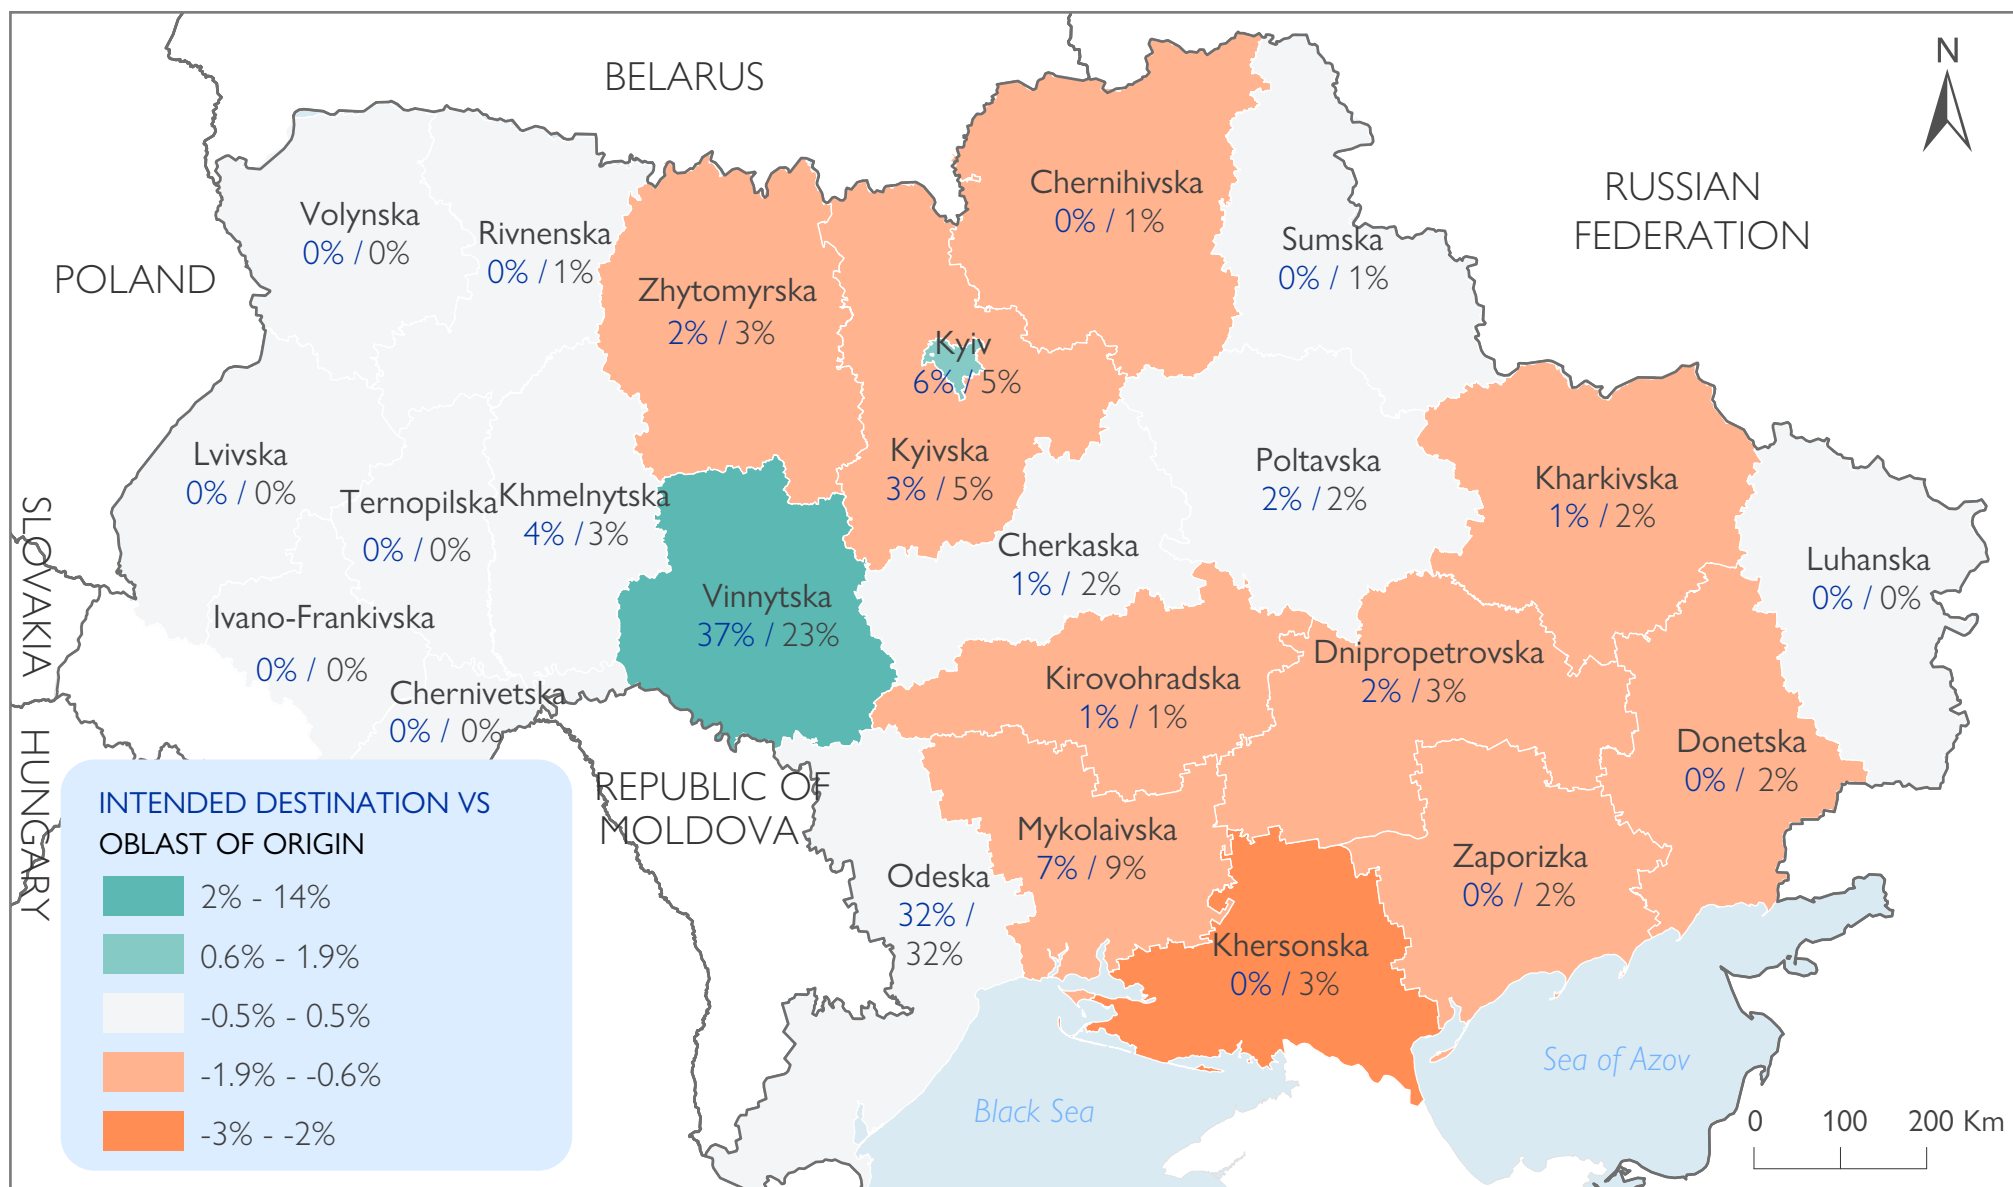 BELARUS
N
RUSSIAN
FEDERATION
POLAND
Volynska
0% / 0%
Rivnenska
0% / 1%
Zhytomyrska
2% / 3%
Chernihivska
0% / 1%
Sumska
0% / 1%
Kyiv
6% / 5%
Kyivska
3% / 5%
Lvivska
0% / 0%
Ternopilska
0% / 0%
Khmelnytska
4% / 3%
Poltavska
2% / 2%
Kharkivska
1% / 2%
Luhanska
0% / 0%
Cherkaska
1% / 2%
Vinnytska
37% / 23%
Ivano-Frankivska
0% / 0%
Chernivetska
0% / 0%
Kirovohradska
1% / 1%
Dnipropetrovska
2% / 3%
Donetska
0% / 2%
SLOVAKIA
HUNGARY
REPUBLIC OF
MOLDOVA
Mykolaivska
7% / 9%
Zaporizka
0% / 2%
Odeska
32% /
32%
Khersonska
0% / 3%
Black Sea
Sea of Azov
INTENDED DESTINATION VS
OBLAST OF ORIGIN
2% - 14%
0.6% - 1.9%
-0.5% - 0.5%
-1.9% - -0.6%
-3% - -2%
0 100 200 Km